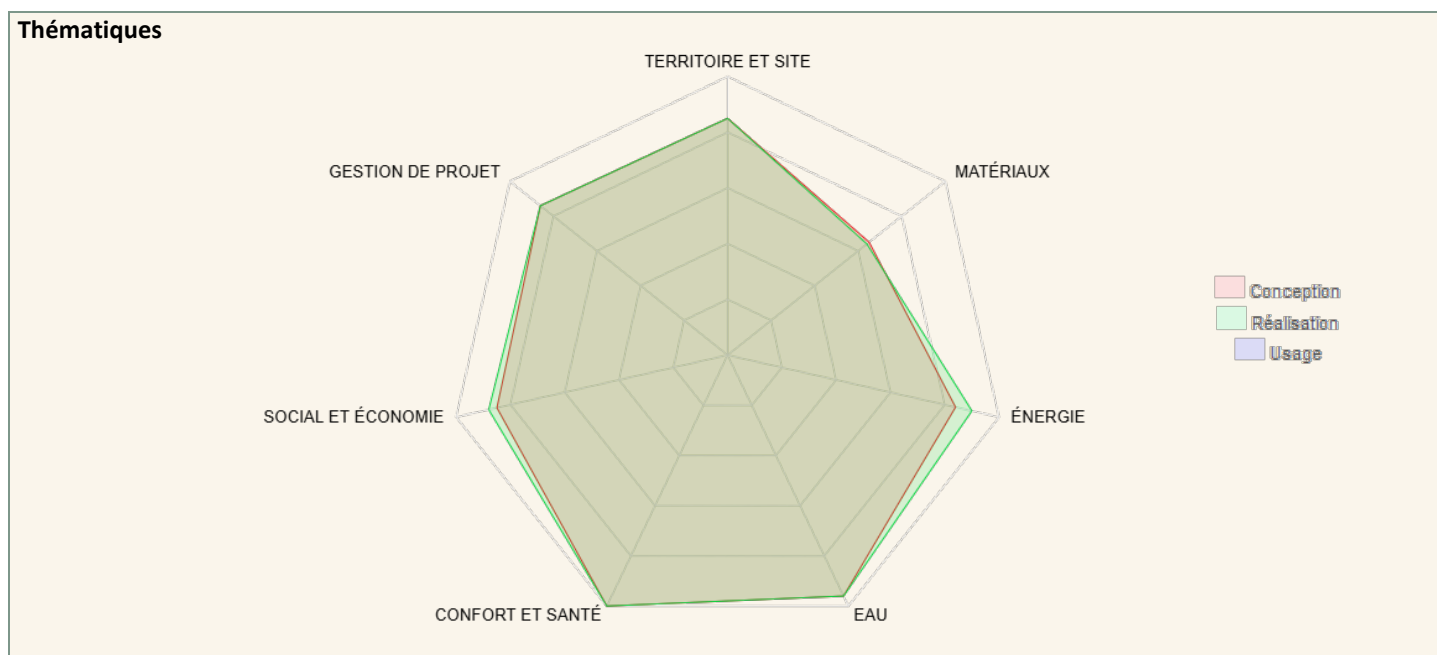 Thématiques
TERRITOIRE ET SITE
GESTION DE PROJET
MATÉRIAUX
Conception
Réalisation
Usage
SOCIAL ET ÉCONOMIE
ÉNERGIE
CONFORT ET SANTÉ
EAU